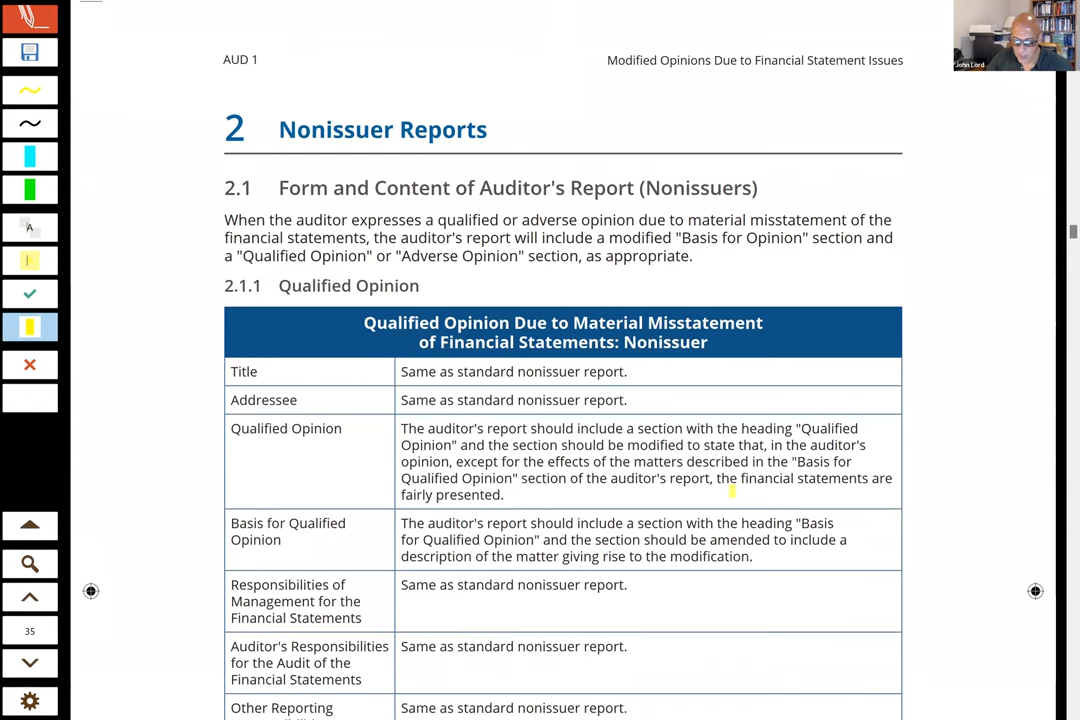 AUD 1
Modified Opinions Due to Financial Statement Issues
John Lord
2 Nonissuer Reports
2.1 Form and Content of Auditor's Report (Nonissuers)
When the auditor expresses a qualified or adverse opinion due to material misstatement of the
financial statements, the auditor's report will include a modified "Basis for Opinion" section and
a "Qualified Opinion" or "Adverse Opinion" section, as appropriate.
2.1.1 Qualified Opinion
Qualified Opinion Due to Material Misstatement
of Financial Statements: Nonissuer
Title
Same as standard nonissuer report.
Addressee
Same as standard nonissuer report.
Qualified Opinion
The auditor's report should include a section with the heading "Qualified
Opinion" and the section should be modified to state that, in the auditor's
opinion, except for the effects of the matters described in the "Basis for
Qualified Opinion" section of the auditor's report, the financial statements are
fairly presented.
Basis for Qualified
Opinion
The auditor's report should include a section with the heading "Basis
for Qualified Opinion" and the section should be amended to include a
description of the matter giving rise to the modification.
Responsibilities of
Management for the
Financial Statements
Same as standard nonissuer report.
Auditor's Responsibilities
for the Audit of the
Financial Statements
Same as standard nonissuer report.
Other Reporting
Same as standard nonissuer report.
A
35